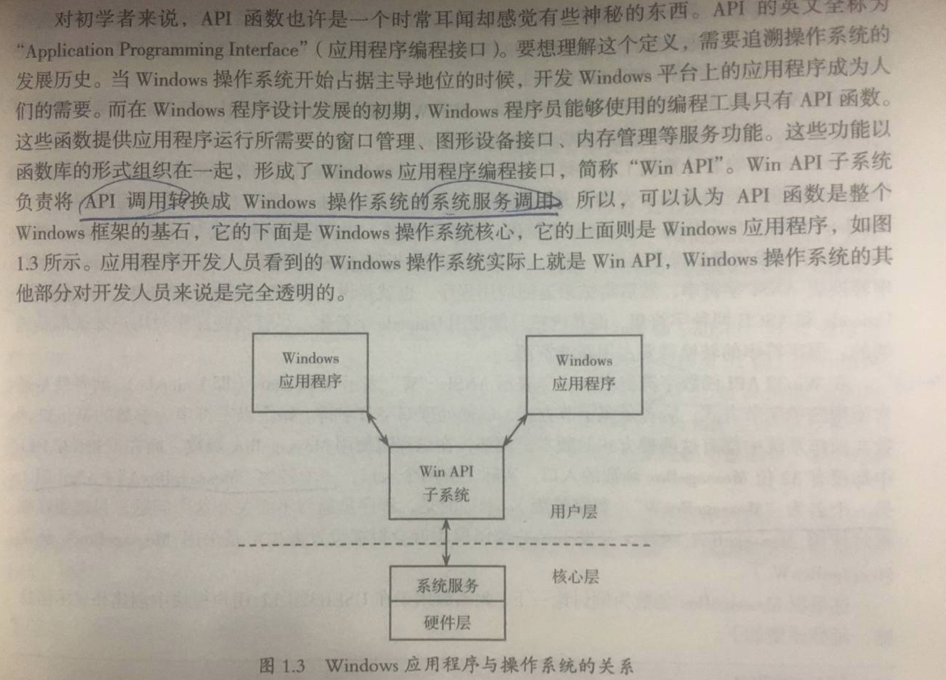 对初学者来说，API 函数也许是一个时常耳闻却感觉有些神秘的东西。API 的英文全称为
“Application Programming Interface”（应用程序编程接口）。要想理解这个定义，需要追溯操作系统的
发展历史。当 Windows 操作系统开始占据主导地位的时候，开发 Windows 平台上的应用程序成为人
们的需要。而在 Windows 程序设计发展的初期，Windows 程序员能够使用的编程工具只有 API 函数。
这些函数提供应用程序运行所需要的窗口管理、图形设备接口、内存管理等服务功能。这些功能以
函数库的形式组织在一起，形成了 Windows 应用程序编程接口，简称“Win API”。Win API 子系统
负责将 API 调用转换成 Windows 操作系统的系统服务调用。所以，可以认为 API 函数是整个
Windows 框架的基石，它的下面是 Windows 操作系统核心，它的上面则是 Windows 应用程序，如图
1.3 所示。应用程序开发人员看到的 Windows 操作系统实际上就是 Win API，Windows 操作系统的其
他部分对开发人员来说是完全透明的。
Windows
应用程序
Windows
应用程序
Win API
子系统
用户层
核心层
系统服务
硬件层
图 1.3 Windows 应用程序与操作系统的关系